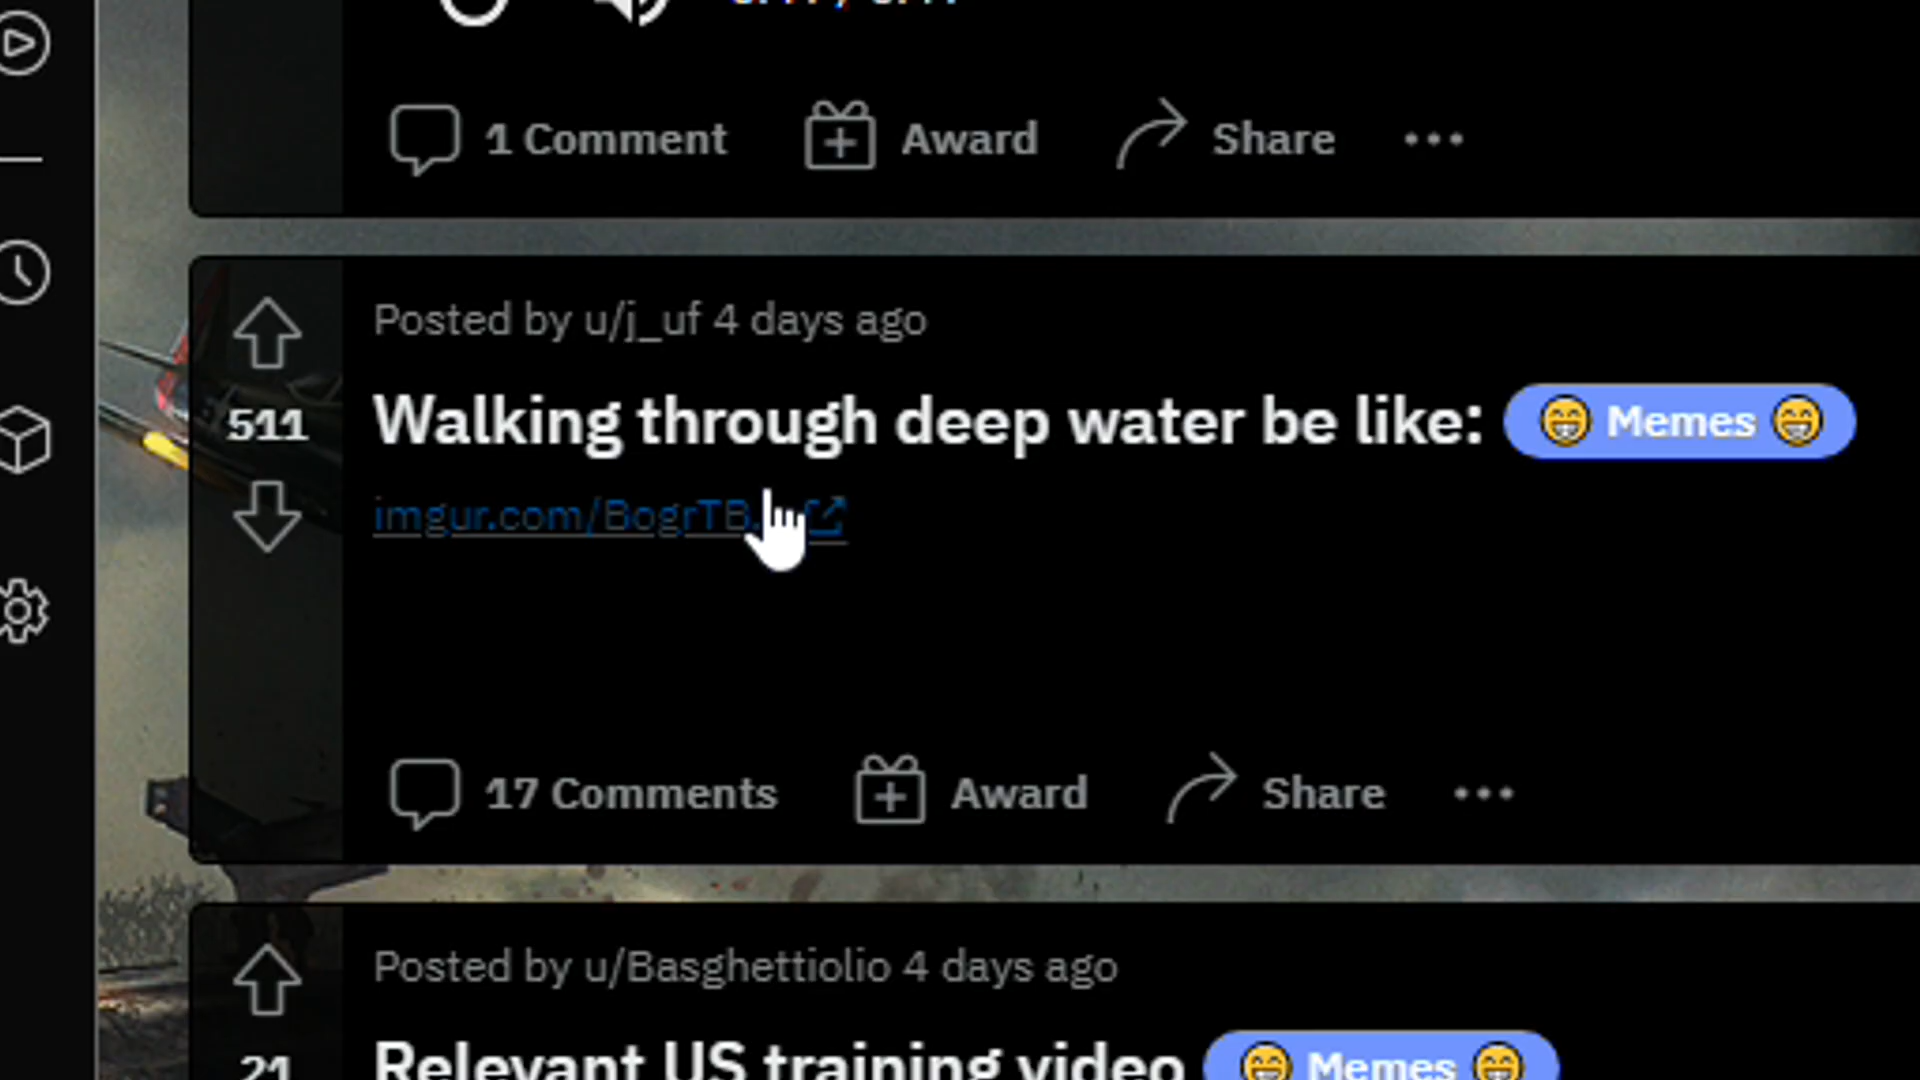 1 Comment Award Share
Posted by u/j_uf 4 days ago
511
Walking through deep water be like: Memes
imgur.com/BogrTB
17 Comments Award Share
Posted by u/Basghettiolio 4 days ago
21
Relevant US training video Memes